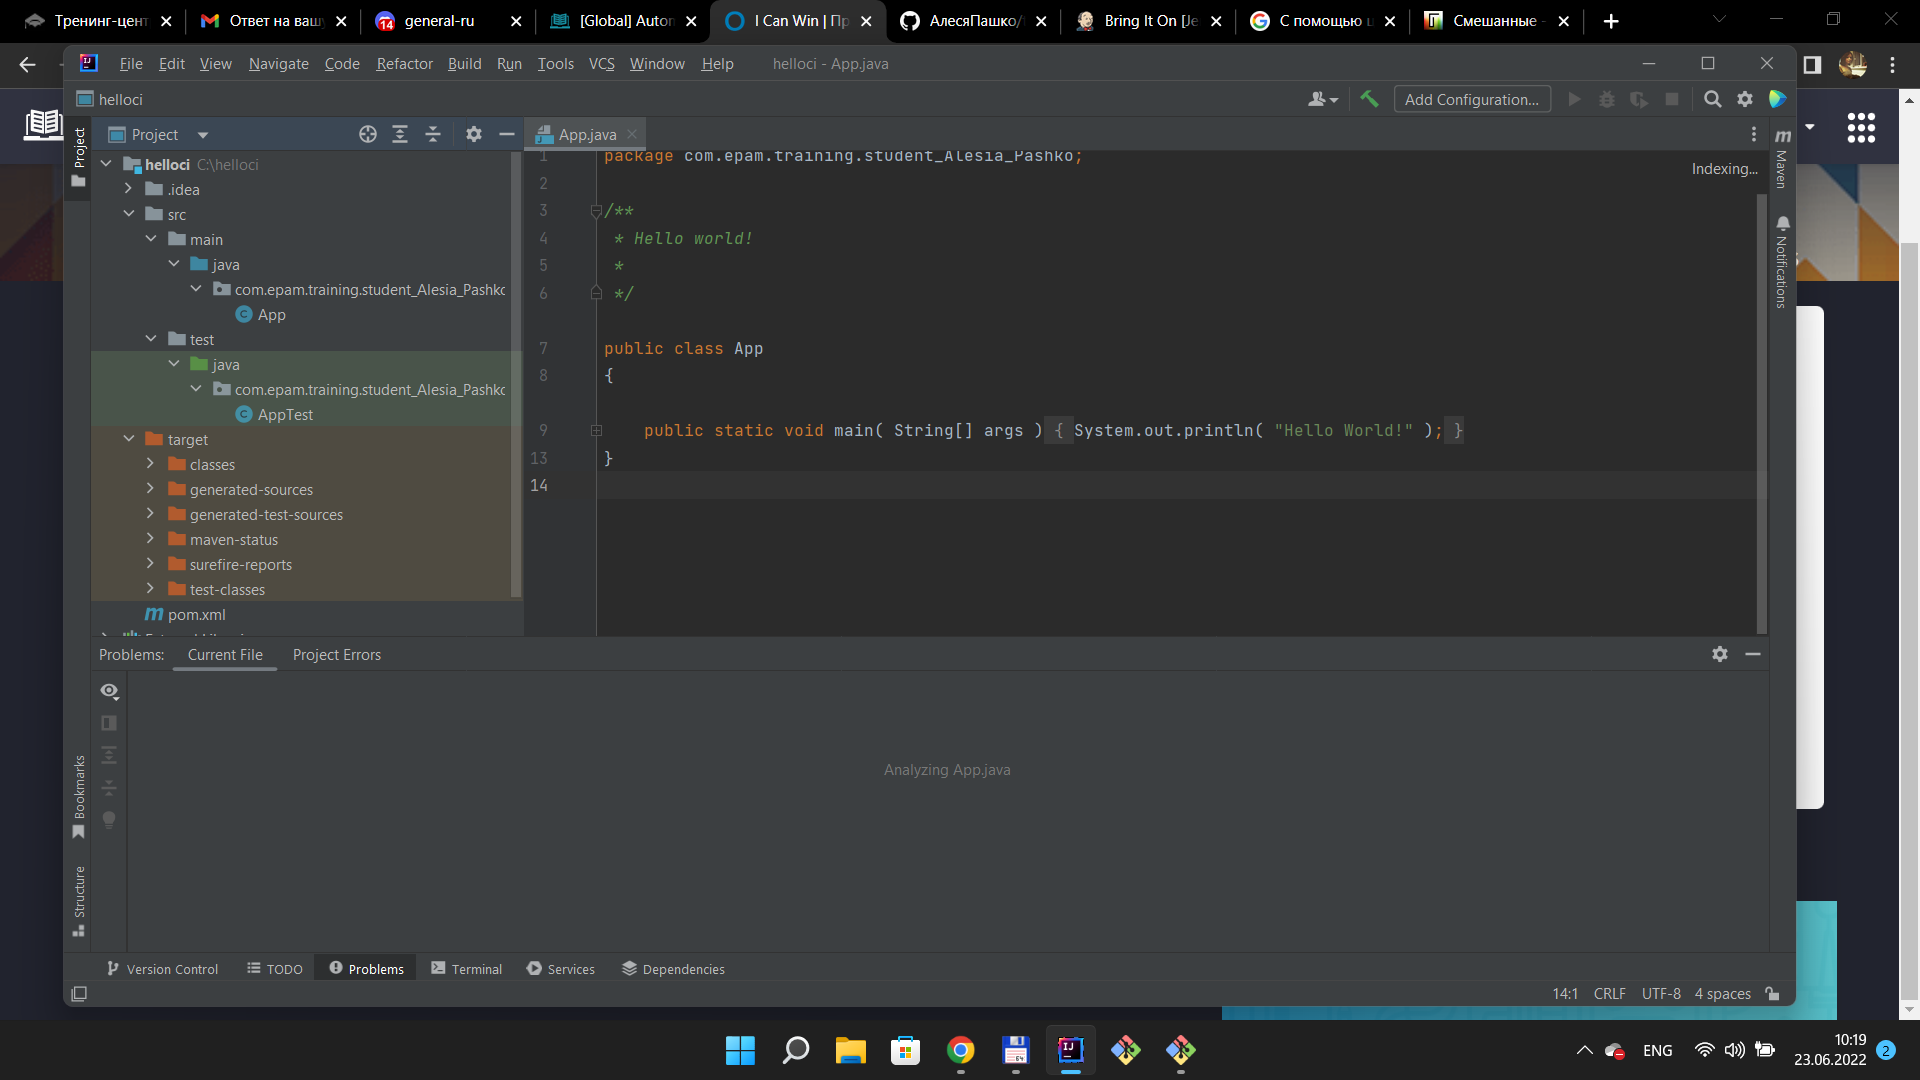 Тренинг-цент
Ответ на вашу
14
general-ru
[Global] Autom
I Can Win | Пр
АлесяПашко/
Bring It On [Je
С помощью ц
Смешанные -
File Edit View Navigate Code Refactor Build Run Tools VCS Window Help
helloci - App.java
helloci
Add Configuration...
Project
Project
App.java
Maven
Notifications
helloci C:\helloci
.idea
src
main
java
com.epam.training.student_Alesia_Pashko
App
test
java
com.epam.training.student_Alesia_Pashko
AppTest
target
classes
generated-sources
generated-test-sources
maven-status
surefire-reports
test-classes
pom.xml
Indexing...
1 package com.epam.training.student_Alesia_Pashko;
2
3 /**
4 * Hello world!
5 *
6 */
7 public class App
8 {
9 public static void main( String[] args ) { System.out.println( "Hello World!" ); }
13 }
14
Problems: Current File Project Errors
Analyzing App.java
Bookmarks
Structure
Version Control TODO Problems Terminal Services Dependencies
14:1 CRLF UTF-8 4 spaces
64
IJ
ENG
10:19
23.06.2022
2